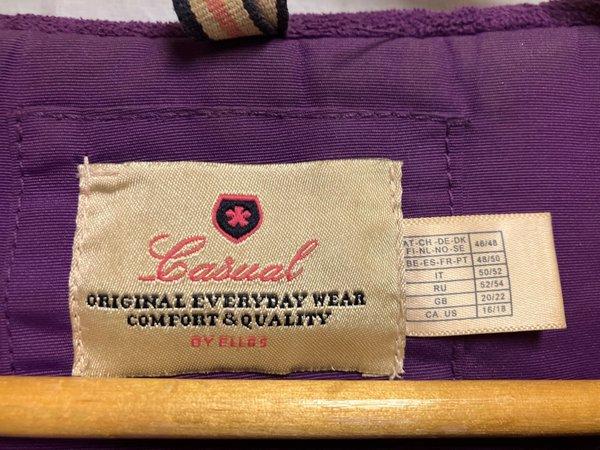 Casual
ORIGINAL EVERYDAY WEAR
COMFORT & QUALITY
BY ELLOS
AT-CH-DE-DK
FI-NL-NO-SE 46/48
BE-ES-FR-PT 48/50
IT 50/52
RU 52/54
GB 20/22
CA. US 16/18